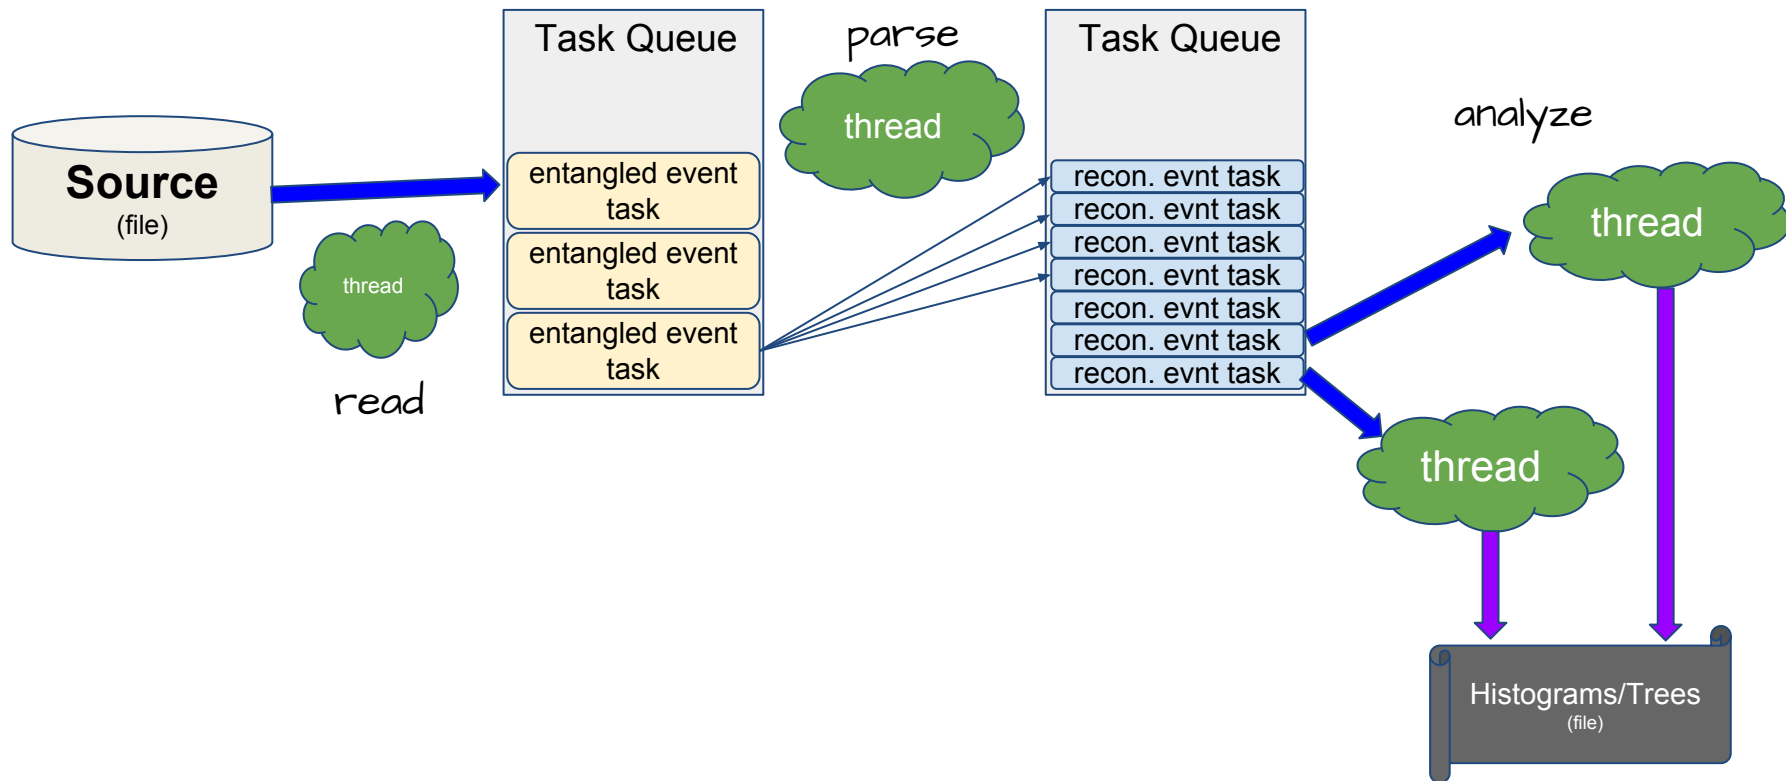 Source
(file)
thread
read
Task Queue
entangled event
task
entangled event
task
entangled event
task
parse
thread
Task Queue
recon. evnt task
recon. evnt task
recon. evnt task
recon. evnt task
recon. evnt task
recon. evnt task
recon. evnt task
analyze
thread
thread
Histograms/Trees
(file)